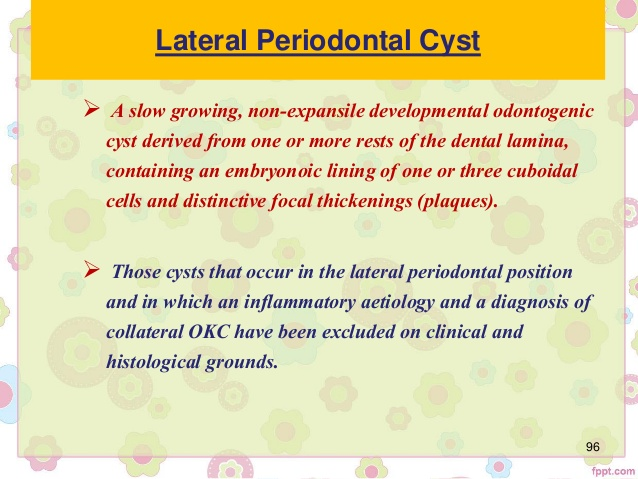 Lateral Periodontal Cyst
➢ A slow growing, non-expansile developmental odontogenic
cyst derived from one or more rests of the dental lamina,
containing an embryonoic lining of one or three cuboidal
cells and distinctive focal thickenings (plaques).
➢ Those cysts that occur in the lateral periodontal position
and in which an inflammatory aetiology and a diagnosis of
collateral OKC have been excluded on clinical and
histological grounds.
96
fppt.com